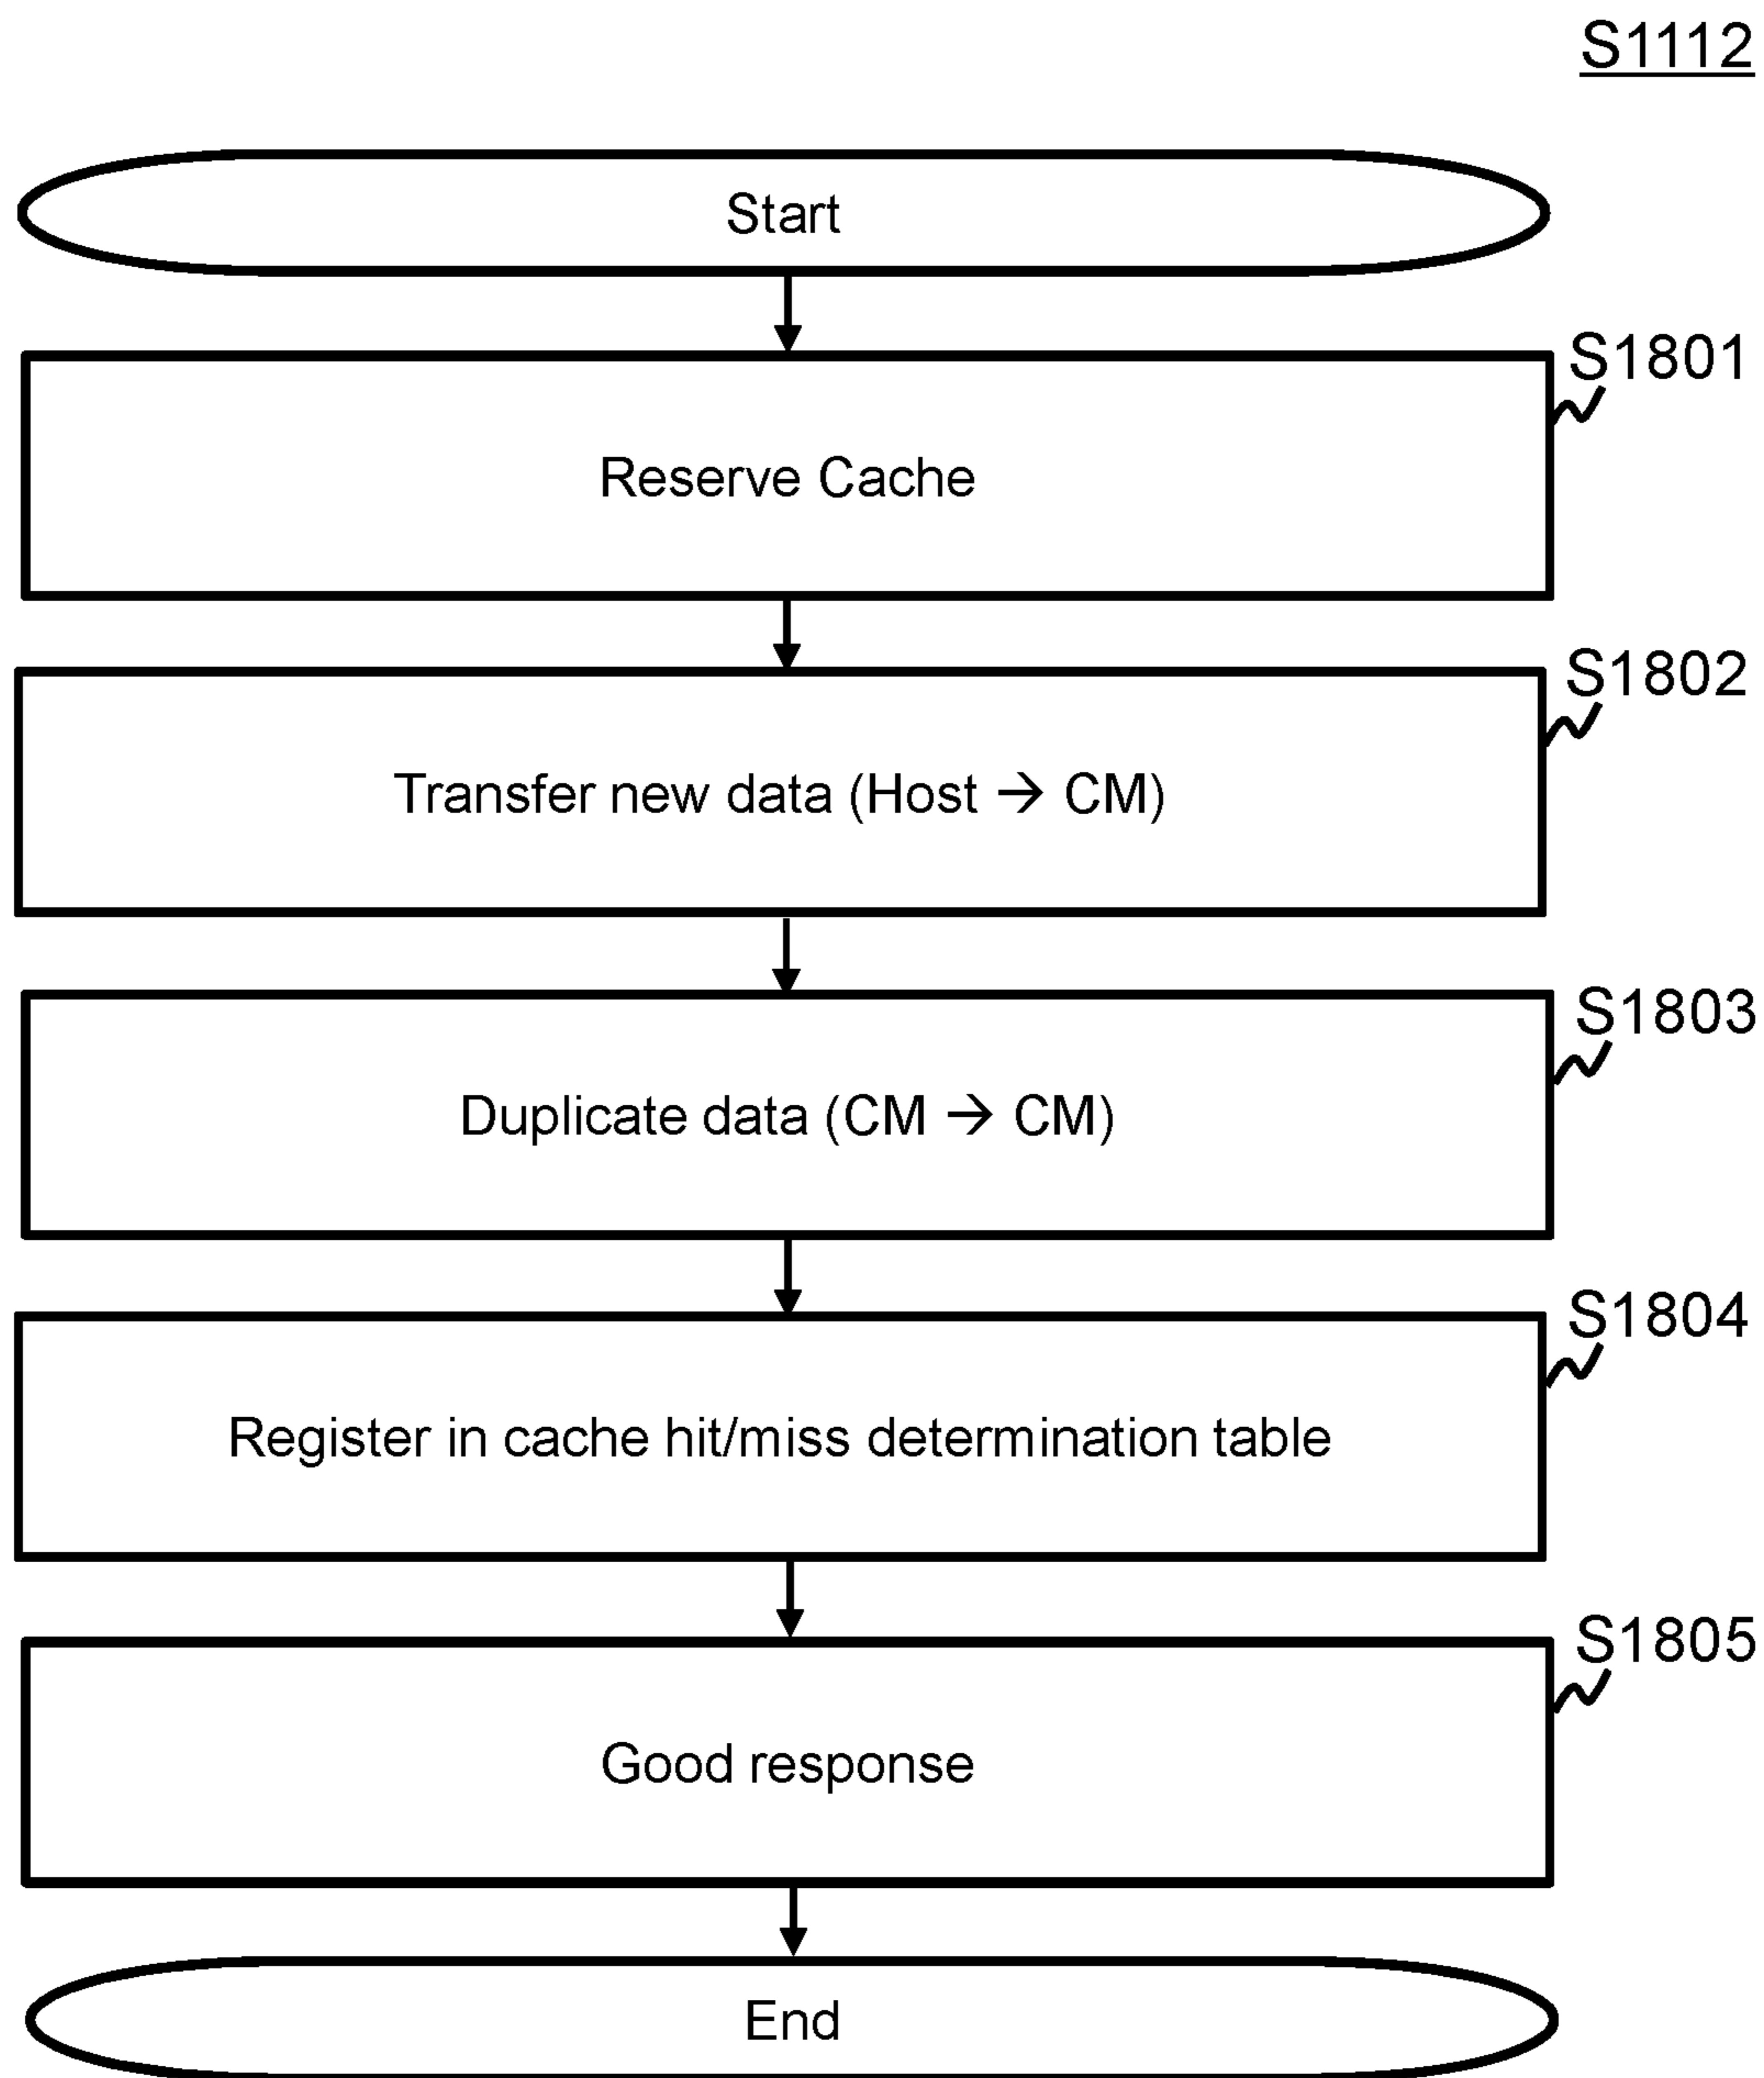 S1112
Start
S1801
Reserve Cache
S1802
Transfer new data (Host → CM)
S1803
Duplicate data (CM → CM)
S1804
Register in cache hit/miss determination table
S1805
Good response
End